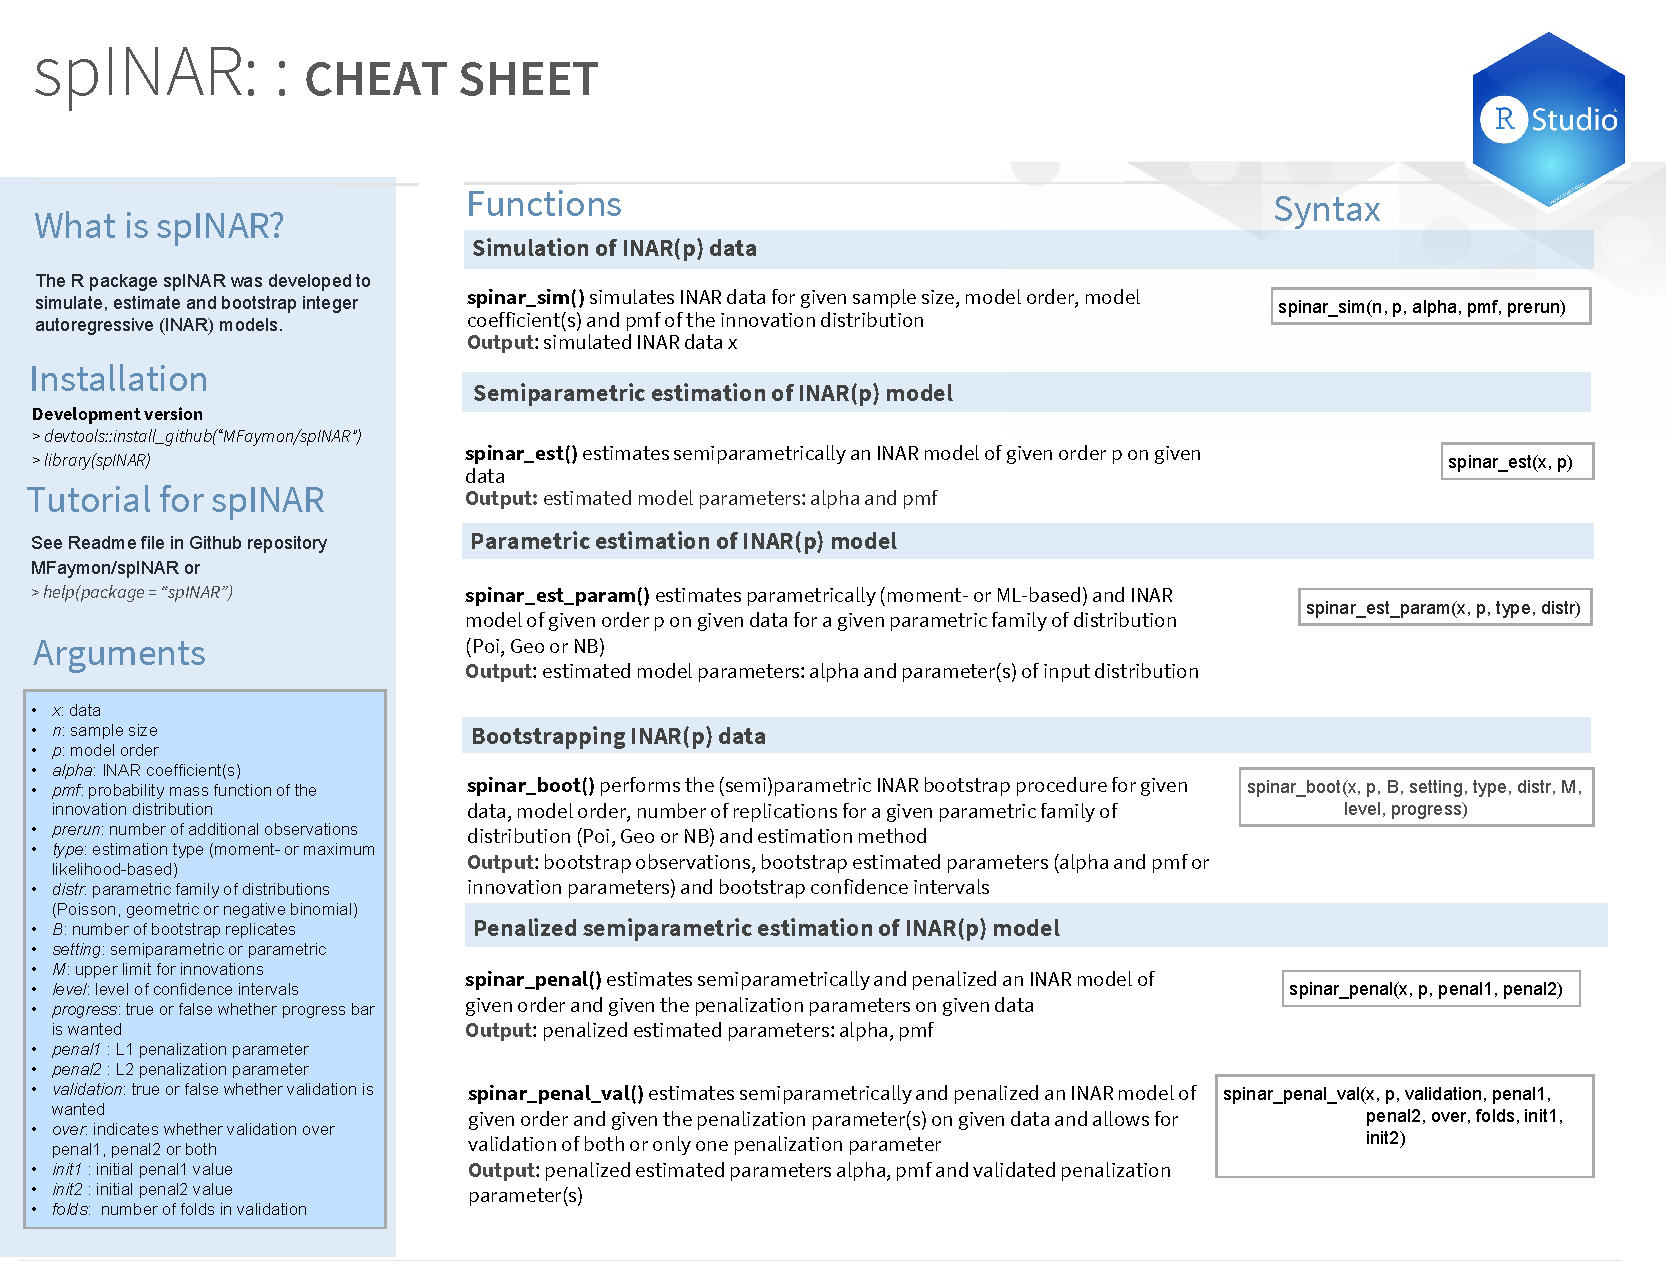 spINAR: : CHEAT SHEET
R Studio
What is spINAR?
The R package spINAR was developed to
simulate, estimate and bootstrap integer
autoregressive (INAR) models.
Installation
Development version
> devtools::install_github(“MFaymon/spINAR")
> library(spINAR)
Tutorial for spINAR
See Readme file in Github repository
MFaymon/spINAR or
> help(package = “spINAR”)
Arguments
• x: data
• n: sample size
• p: model order
• alpha: INAR coefficient(s)
• pmf: probability mass function of the
innovation distribution
• prerun: number of additional observations
• type: estimation type (moment- or maximum
likelihood-based)
• distr: parametric family of distributions
(Poisson, geometric or negative binomial)
• B: number of bootstrap replicates
• setting: semiparametric or parametric
• M: upper limit for innovations
• level: level of confidence intervals
• progress: true or false whether progress bar
is wanted
• penal1 : L1 penalization parameter
• penal2 : L2 penalization parameter
• validation: true or false whether validation is
wanted
• over: indicates whether validation over
penal1, penal2 or both
• init1 : initial penal1 value
• init2 : initial penal2 value
• folds: number of folds in validation
Functions
Syntax
Simulation of INAR(p) data
spinar_sim() simulates INAR data for given sample size, model order, model
coefficient(s) and pmf of the innovation distribution
Output: simulated INAR data x
spinar_sim(n, p, alpha, pmf, prerun)
Semiparametric estimation of INAR(p) model
spinar_est() estimates semiparametrically an INAR model of given order p on given
data
Output: estimated model parameters: alpha and pmf
spinar_est(x, p)
Parametric estimation of INAR(p) model
spinar_est_param() estimates parametrically (moment- or ML-based) and INAR
model of given order p on given data for a given parametric family of distribution
(Poi, Geo or NB)
Output: estimated model parameters: alpha and parameter(s) of input distribution
spinar_est_param(x, p, type, distr)
Bootstrapping INAR(p) data
spinar_boot() performs the (semi)parametric INAR bootstrap procedure for given
data, model order, number of replications for a given parametric family of
distribution (Poi, Geo or NB) and estimation method
Output: bootstrap observations, bootstrap estimated parameters (alpha and pmf or
innovation parameters) and bootstrap confidence intervals
spinar_boot(x, p, B, setting, type, distr, M,
level, progress)
Penalized semiparametric estimation of INAR(p) model
spinar_penal() estimates semiparametrically and penalized an INAR model of
given order and given the penalization parameters on given data
Output: penalized estimated parameters: alpha, pmf
spinar_penal(x, p, penal1, penal2)
spinar_penal_val() estimates semiparametrically and penalized an INAR model of
given order and given the penalization parameter(s) on given data and allows for
validation of both or only one penalization parameter
Output: penalized estimated parameters alpha, pmf and validated penalization
parameter(s)
spinar_penal_val(x, p, validation, penal1,
penal2, over, folds, init1,
init2)